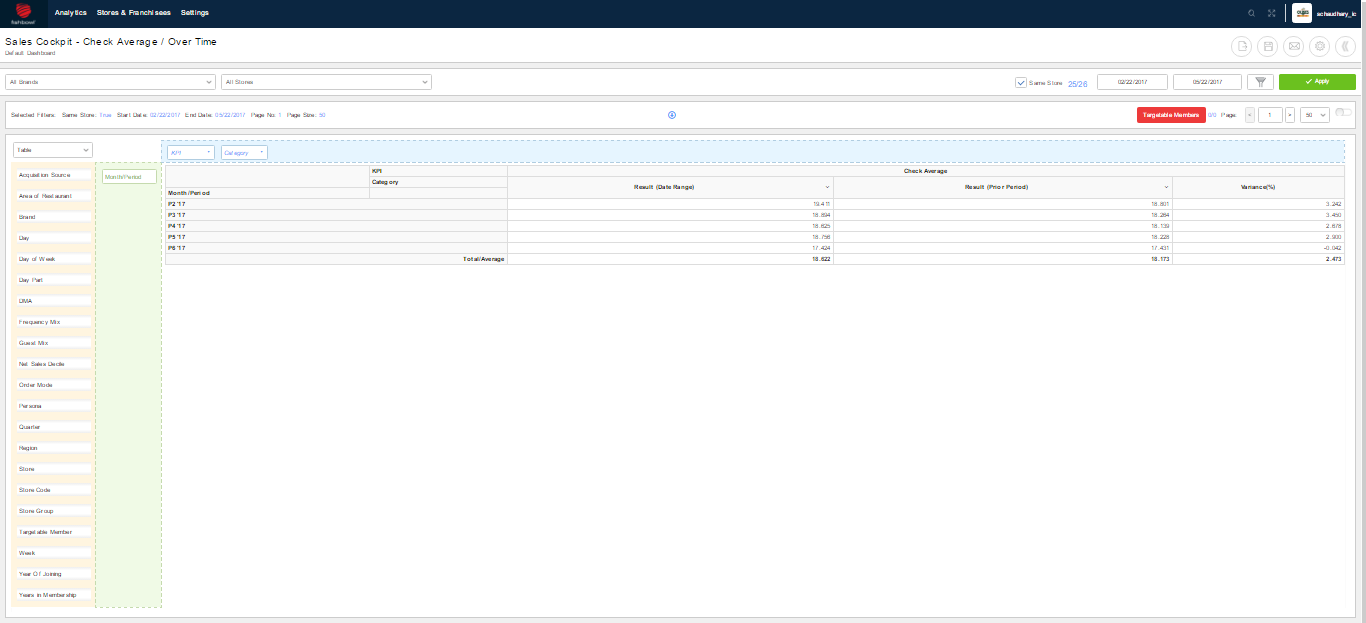 Analytics Stores & Franchisees Settings schaudhary_ic
fishbowl
Sales Cockpit - Check Average / Over Time
Default Dashboard
All Brands All Stores Same Store 25/26 02/22/2017 05/22/2017 Apply
Selected Filters: Same Store: True Start Date: 02/22/2017 End Date: 05/22/2017 Page No: 1 Page Size: 50 Targetable Members 0/0 Page: < 1 > 50
Table KPI Category
Acquisition Source Month/Period
Area of Restaurant
Brand
Day
Day of Week
Day Part
DMA
Frequency Mix
Guest Mix
Net Sales Decile
Order Mode
Persona
Quarter
Region
Store
Store Code
Store Group
Targetable Member
Week
Year Of Joining
Years in Membership
KPI Check Average
Category Result (Date Range) Result (Prior Period) Variance(%)
Month/Period
P2 '17 19.411 18.801 3.242
P3 '17 18.894 18.264 3.450
P4 '17 18.625 18.139 2.678
P5 '17 18.756 18.228 2.900
P6 '17 17.424 17.431 -0.042
Total/Average 18.622 18.173 2.473